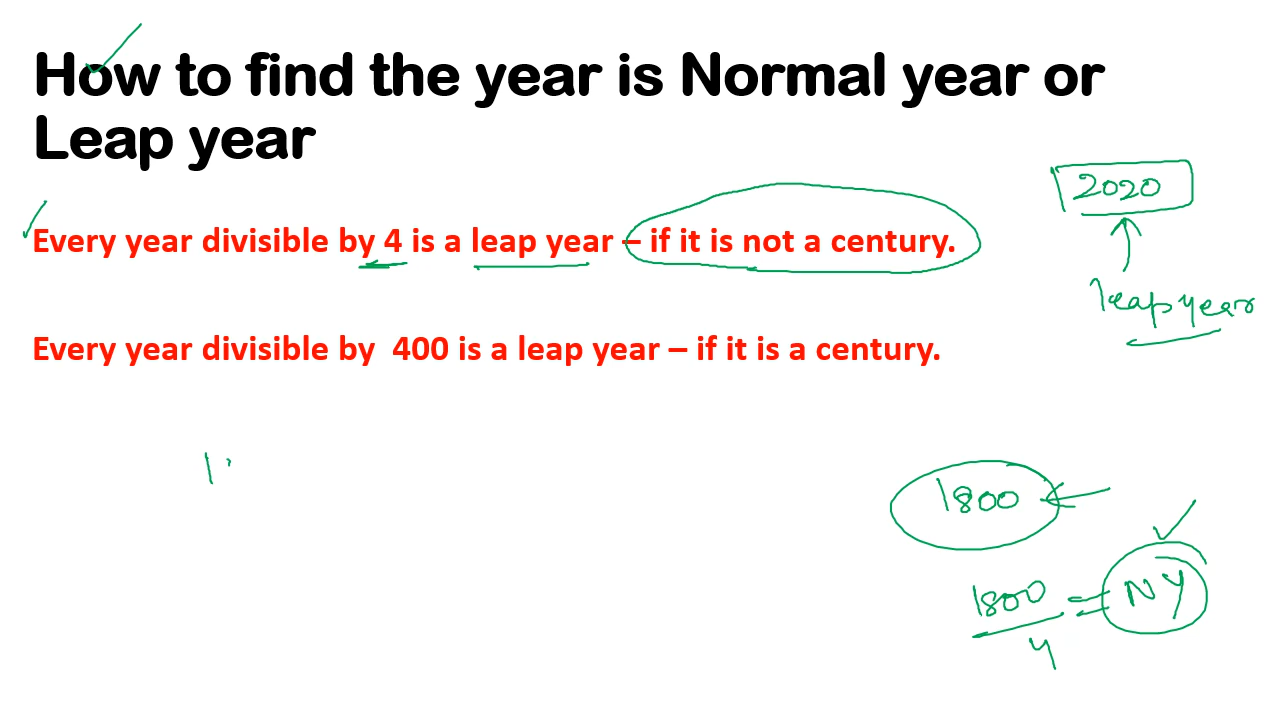 How to find the year is Normal year or
Leap year
2020
Every year divisible by 4 is a leap year – if it is not a century.
leap year
Every year divisible by 400 is a leap year – if it is a century.
1800
1800
4
= NY